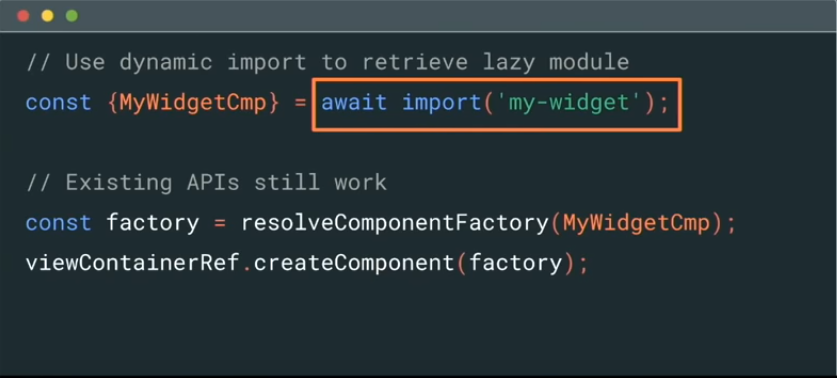 // Use dynamic import to retrieve lazy module
const {MyWidgetCmp} = await import('my-widget');
// Existing APIs still work
const factory = resolveComponentFactory(MyWidgetCmp);
viewContainerRef.createComponent(factory);